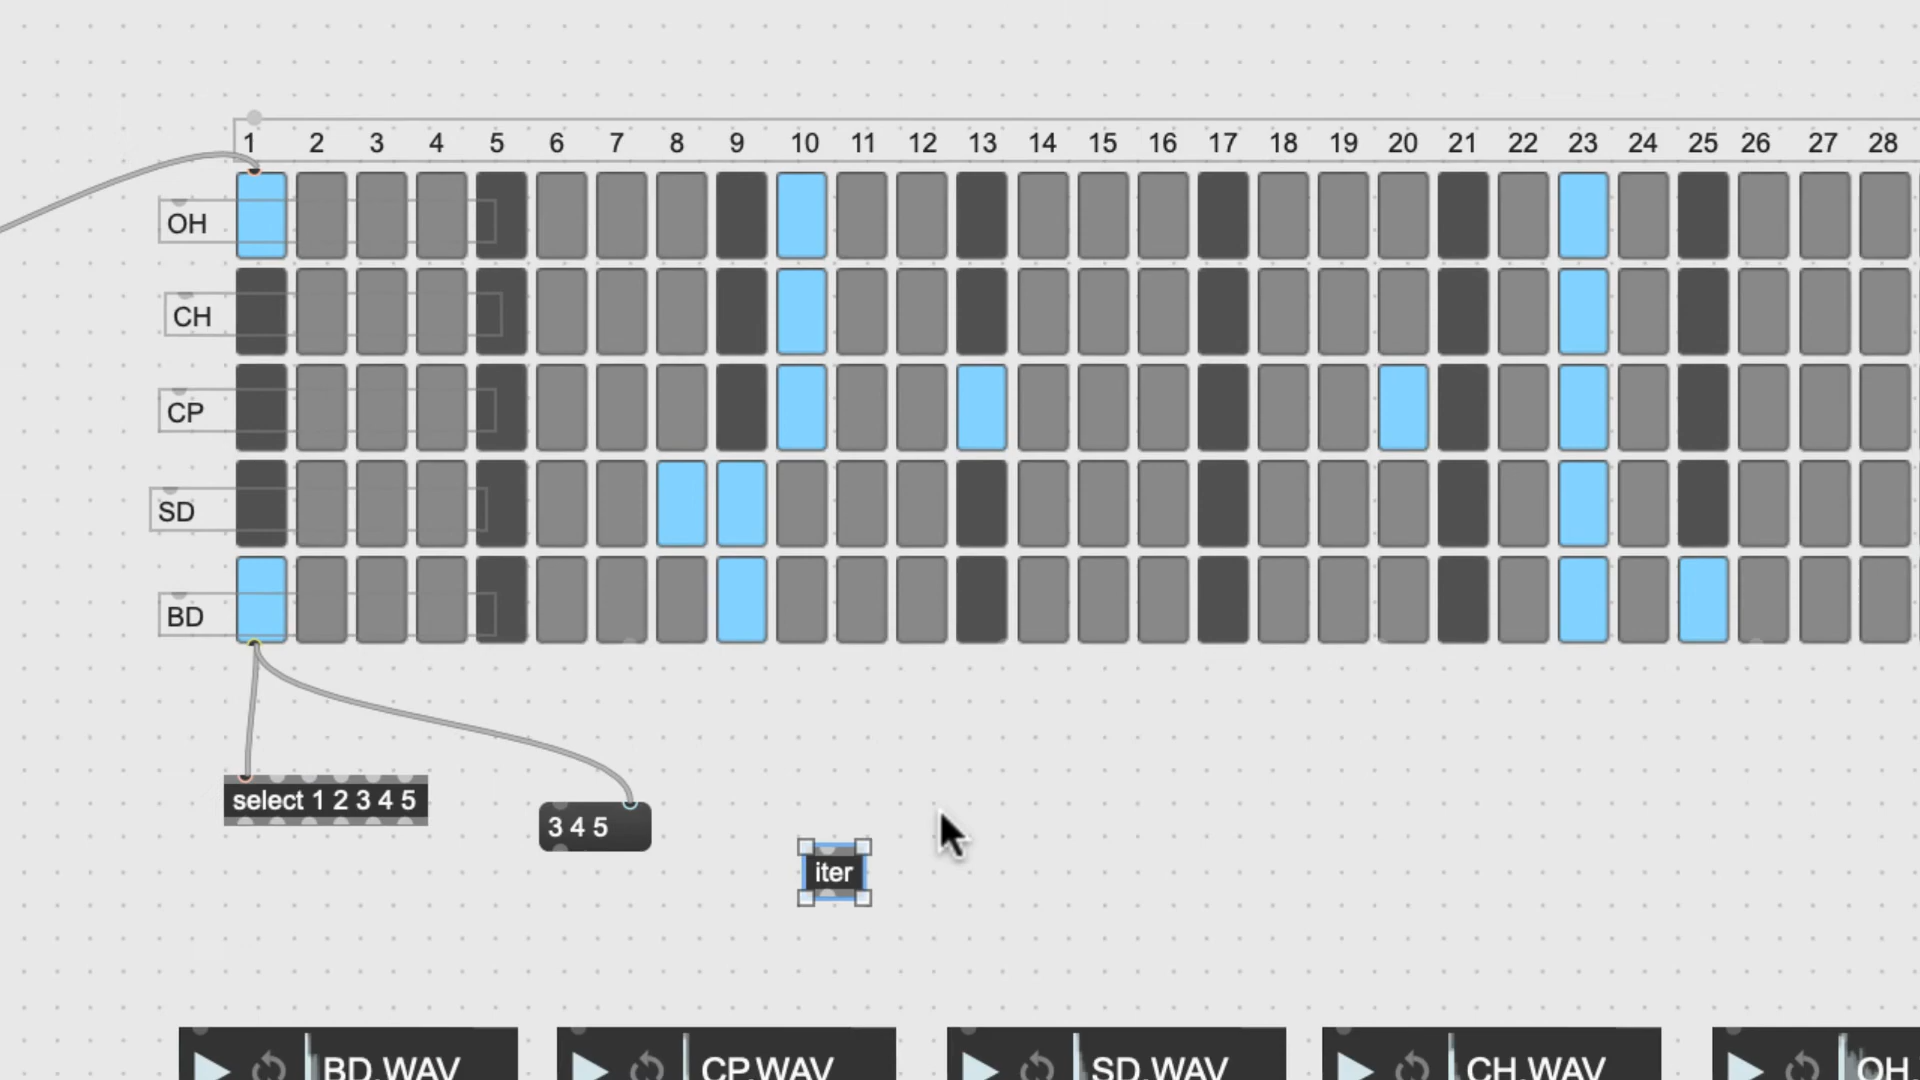 1 2 3 4 5 6 7 8 9 10 11 12 13 14 15 16 17 18 19 20 21 22 23 24 25 26 27 28
OH
CH
CP
SD
BD
select 1 2 3 4 5
3 4 5
iter
BD.WAV CP.WAV SD.WAV CH.WAV OH